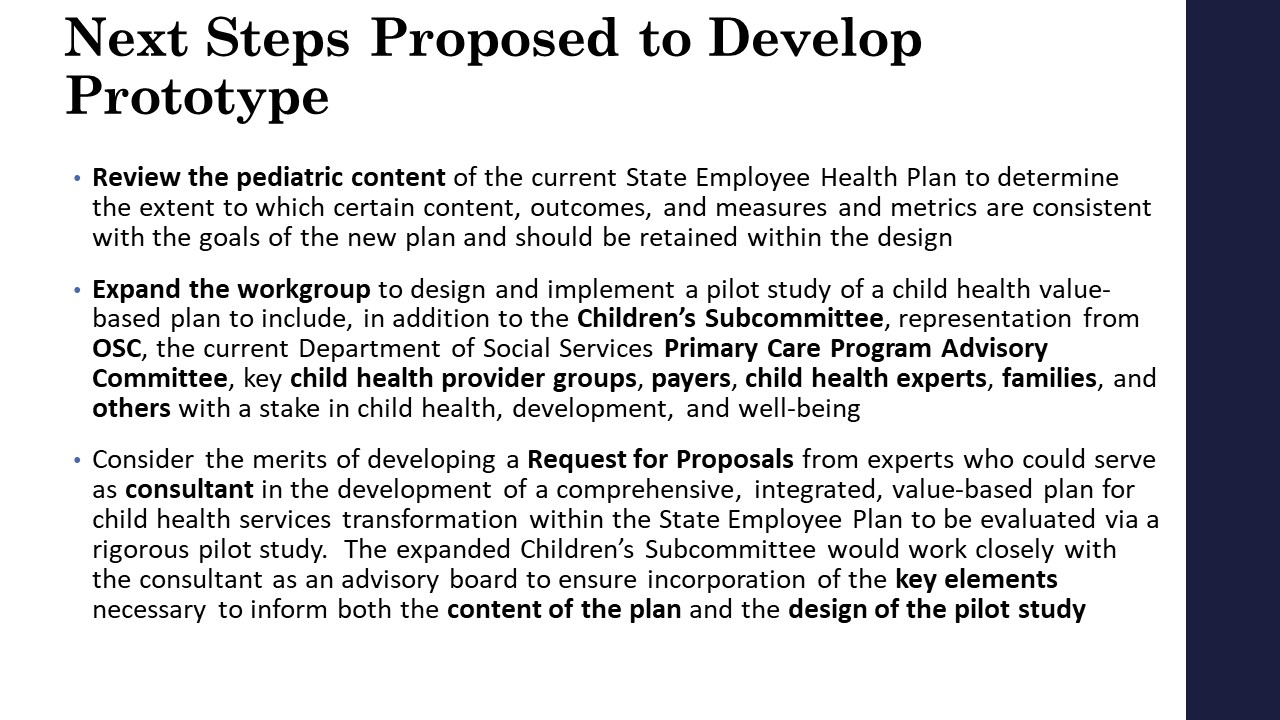 Next Steps Proposed to Develop
Prototype
• Review the pediatric content of the current State Employee Health Plan to determine
the extent to which certain content, outcomes, and measures and metrics are consistent
with the goals of the new plan and should be retained within the design
• Expand the workgroup to design and implement a pilot study of a child health value-
based plan to include, in addition to the Children’s Subcommittee, representation from
OSC, the current Department of Social Services Primary Care Program Advisory
Committee, key child health provider groups, payers, child health experts, families, and
others with a stake in child health, development, and well-being
• Consider the merits of developing a Request for Proposals from experts who could serve
as consultant in the development of a comprehensive, integrated, value-based plan for
child health services transformation within the State Employee Plan to be evaluated via a
rigorous pilot study. The expanded Children’s Subcommittee would work closely with
the consultant as an advisory board to ensure incorporation of the key elements
necessary to inform both the content of the plan and the design of the pilot study